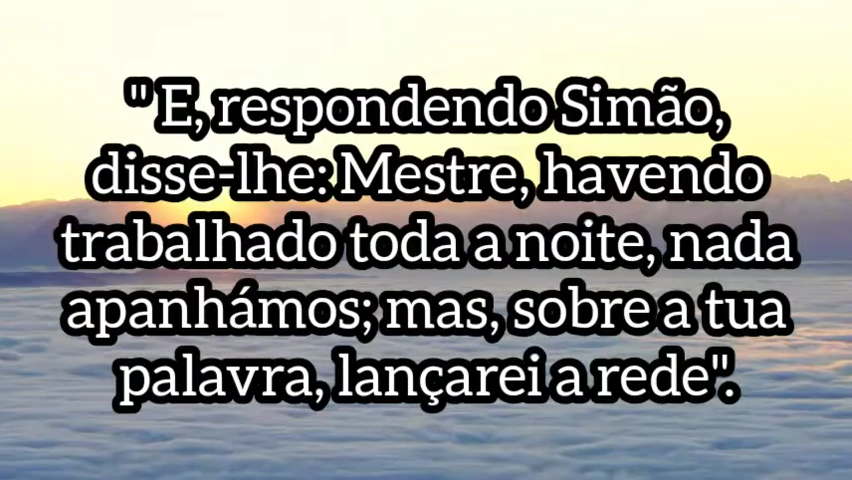 " E, respondendo Simão,
disse-lhe: Mestre, havendo
trabalhado toda a noite, nada
apanhámos; mas, sobre a tua
palavra, lançarei a rede".